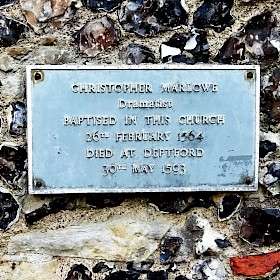 CHRISTOPHER MARLOWE
Dramatist
BAPTISED IN THIS CHURCH
26TH FEBRUARY 1564
DIED AT DEPTFORD
30TH MAY 1593